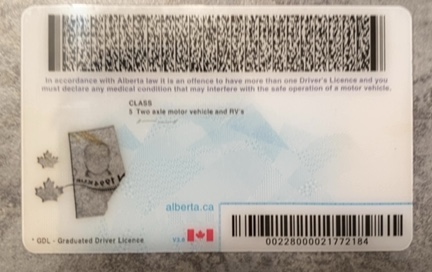 In accordance with Alberta law it is an offence to have more than one Driver's Licence and you
must declare any medical condition that may interfere with the safe operation of a motor vehicle.
CLASS
5 Two axle motor vehicle and RV's
alberta.ca
* GDL - Graduated Driver Licence
00228000021772184